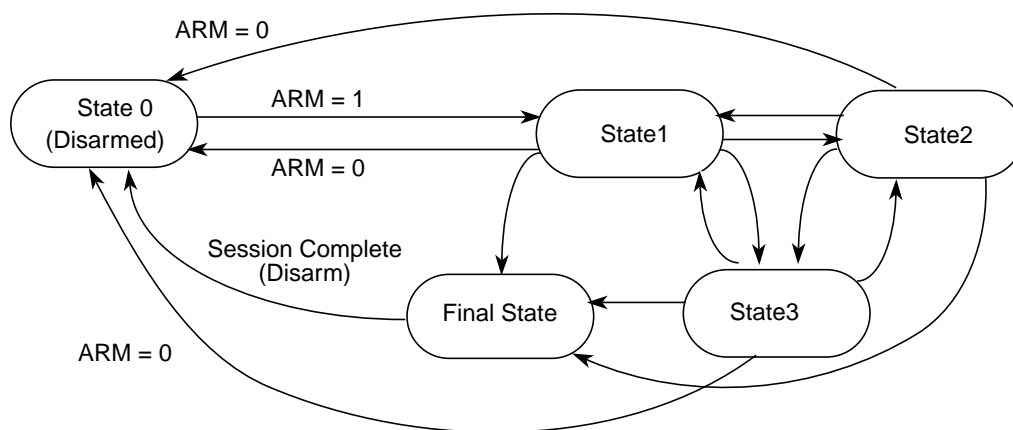 ARM = 0
State 0
(Disarmed)
ARM = 1
State1
State2
ARM = 0
Session Complete
(Disarm)
Final State
State3
ARM = 0